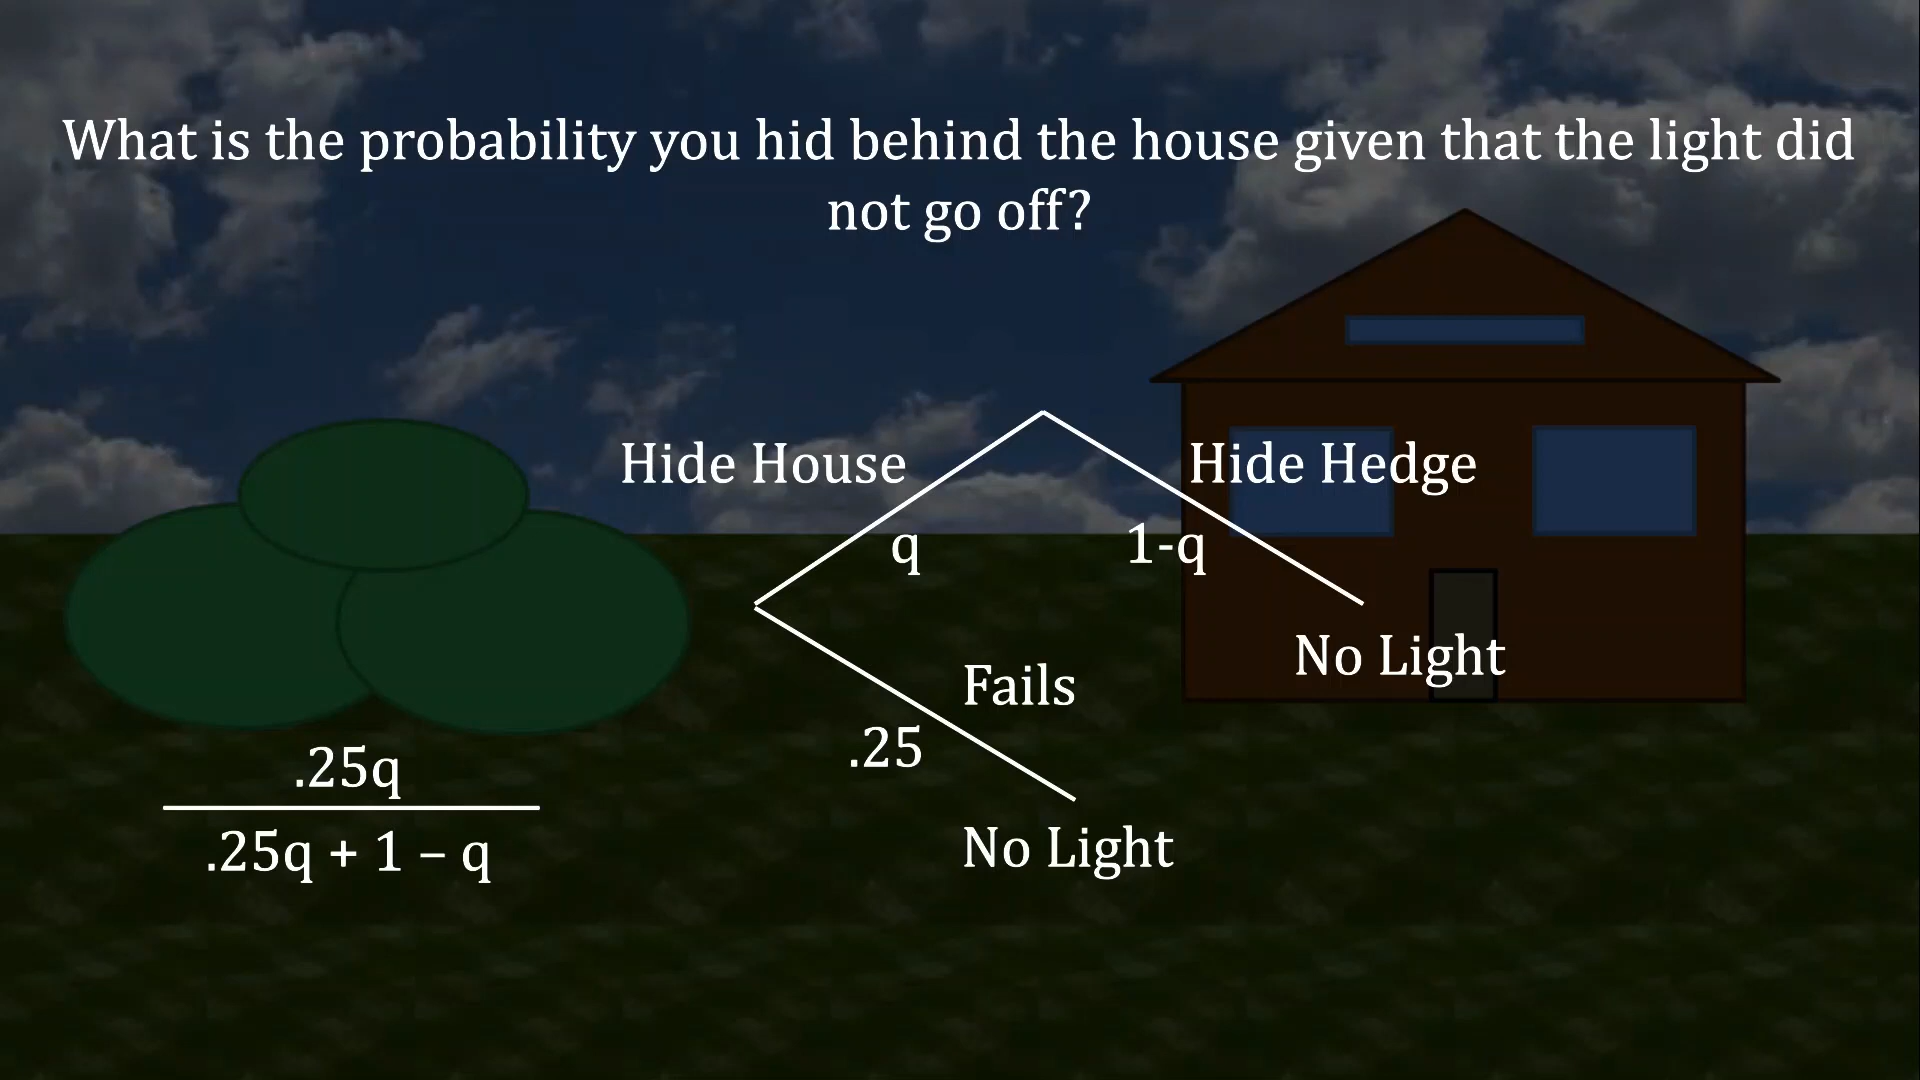 What is the probability you hid behind the house given that the light did
not go off?
Hide House
Hide Hedge
q
1-q
No Light
Fails
.25
No Light
.25q
.25q + 1 – q